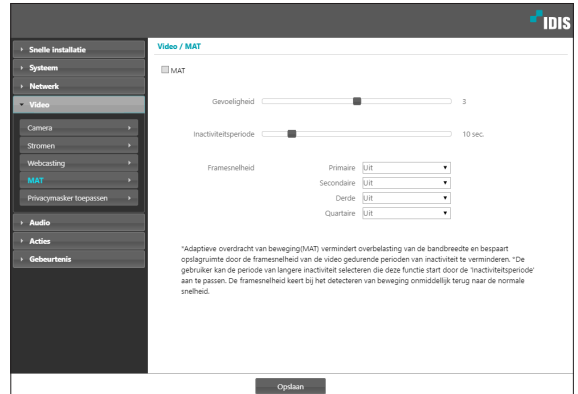 IDIS
Snelle installatie
Systeem
Netwerk
Video
Camera
Stromen
Webcasting
MAT
Privacymasker toepassen
Audio
Acties
Gebeurtenis
Video / MAT
MAT
Gevoeligheid 3
Inactiviteitsperiode 10 sec.
Framesnelheid Primaire Uit
Secondaire Uit
Derde Uit
Quartaire Uit
*Adaptieve overdracht van beweging(MAT) vermindert overbelasting van de bandbreedte en bespaart
opslagruimte door de framesnelheid van de video gedurende perioden van inactiviteit te verminderen. *De
gebruiker kan de periode van langere inactiviteit selecteren die deze functie start door de 'Inactiviteitsperiode'
aan te passen. De framesnelheid keert bij het detecteren van beweging onmiddellijk terug naar de normale
snelheid.
Opslaan